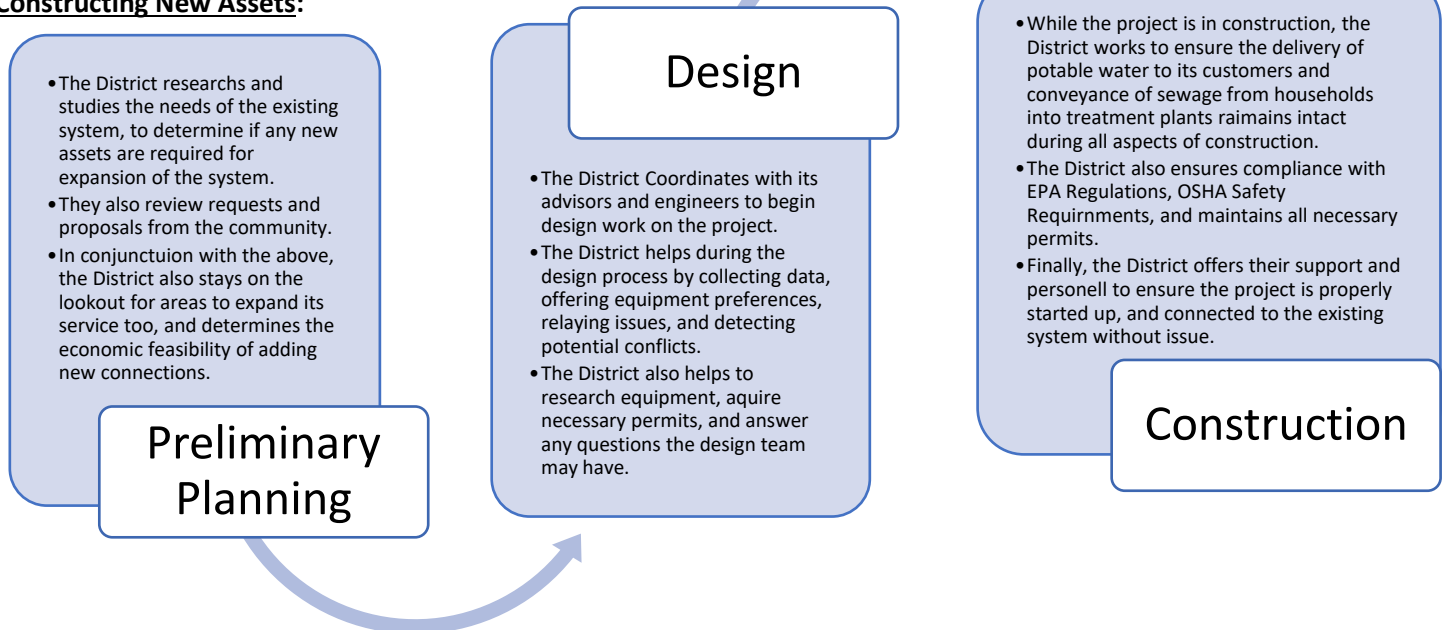 Constructing New Assets:
•The District researchs and
studies the needs of the existing
system, to determine if any new
assets are required for
expansion of the system.
•They also review requests and
proposals from the community.
•In conjunctuion with the above,
the District also stays on the
lookout for areas to expand its
service too, and determines the
economic feasibility of adding
new connections.
Preliminary
Planning
Design
•The District Coordinates with its
advisors and engineers to begin
design work on the project.
•The District helps during the
design process by collecting data,
offering equipment preferences,
relaying issues, and detecting
potential conflicts.
•The District also helps to
research equipment, aquire
necessary permits, and answer
any questions the design team
may have.
•While the project is in construction, the
District works to ensure the delivery of
potable water to its customers and
conveyance of sewage from households
into treatment plants raimains intact
during all aspects of construction.
•The District also ensures compliance with
EPA Regulations, OSHA Safety
Requirnments, and maintains all necessary
permits.
•Finally, the District offers their support and
personell to ensure the project is properly
started up, and connected to the existing
system without issue.
Construction